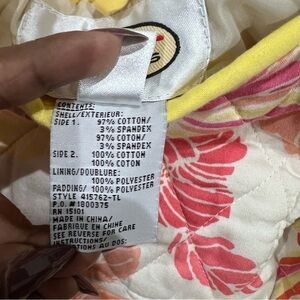 CONTENTS:
SHELL/EXTERIEUR:
SIDE 1. 97% COTTON/
3% SPANDEX
97% COTON/
3% SPANDEX
SIDE 2. 100% COTTON
100% COTON
LINING/DOUBLURE:
100% POLYESTER
PADDING/ 100% POLYESTER
STYLE 415762-TL
P.O. # 1800375
RN 15101
MADE IN CHINA/
FABRIQUE EN CHINE
SEE REVERSE FOR CARE
INSTRUCTIONS/
AU DOS: